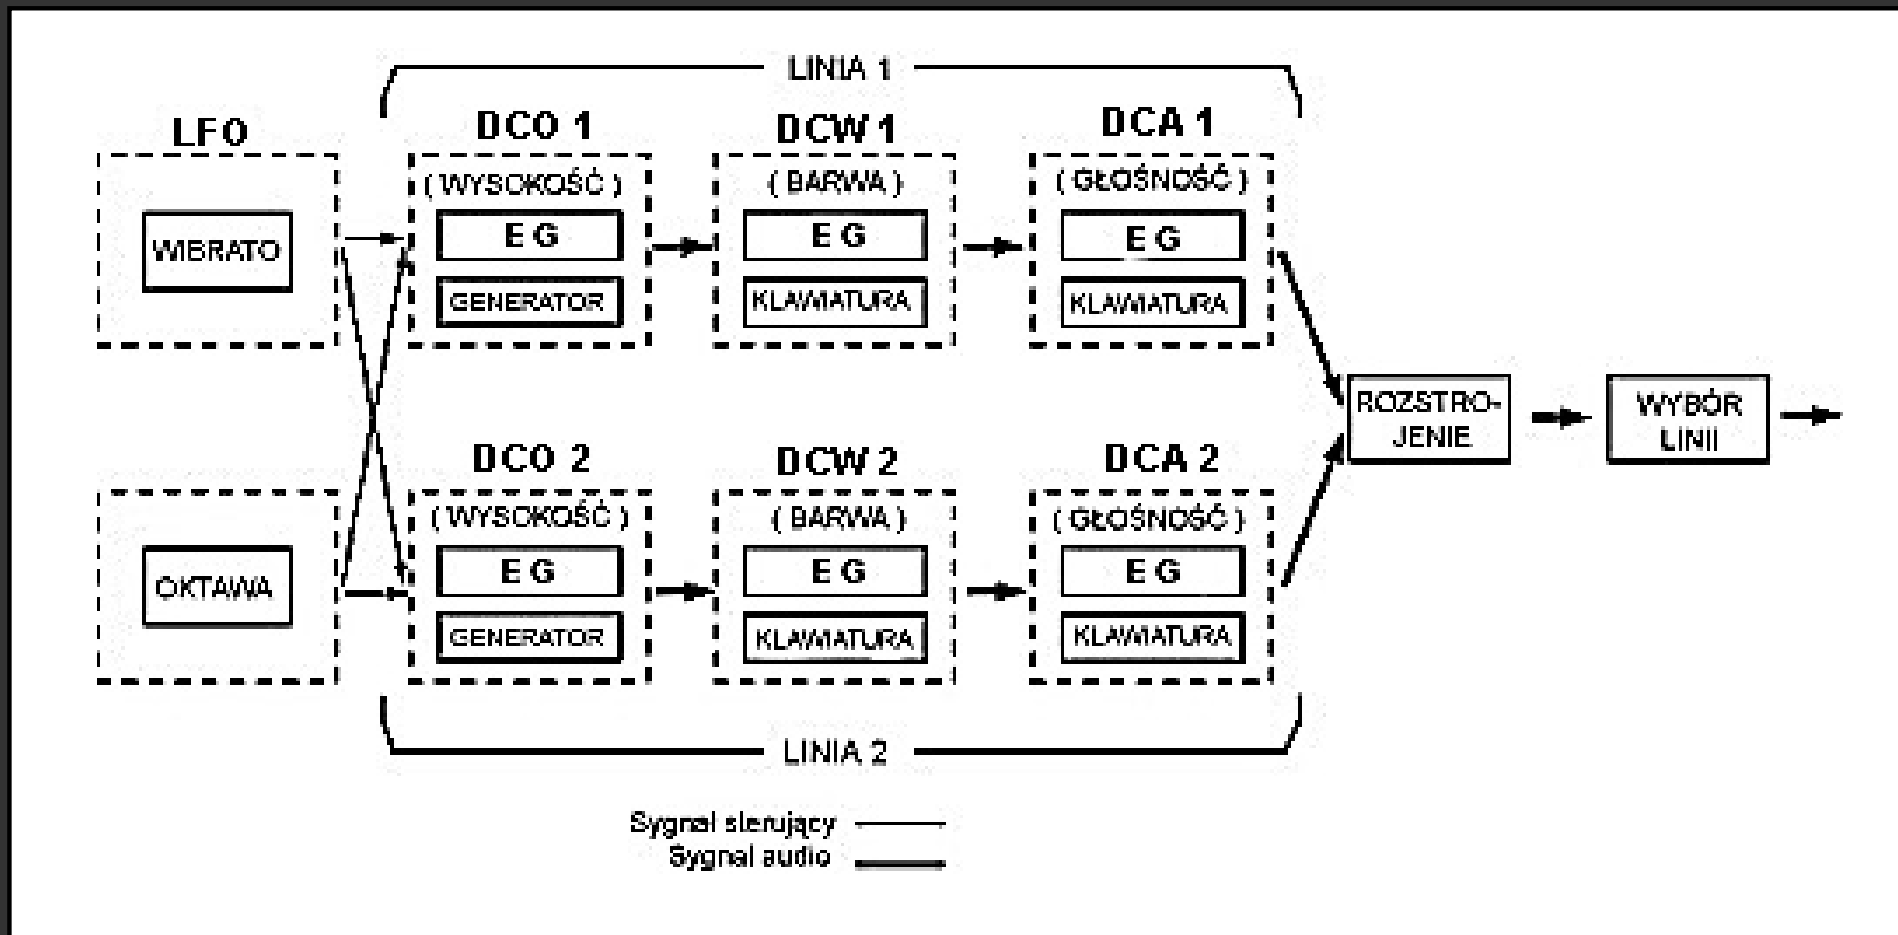 LINIA 1
LFO
DCO 1
DCW 1
DCA 1
( WYSOKOŚĆ )
( BARWA )
( GŁOŚNOŚĆ )
WIBRATO
E G
E G
E G
GENERATOR
KLAWIATURA
KLAWIATURA
ROZSTRO-
JENIE
WYBÓR
LINII
DCO 2
DCW 2
DCA 2
( WYSOKOŚĆ )
( BARWA )
( GŁOŚNOŚĆ )
OKTAWA
E G
E G
E G
GENERATOR
KLAWIATURA
KLAWIATURA
LINIA 2
Sygnał sterujący
Sygnał audio